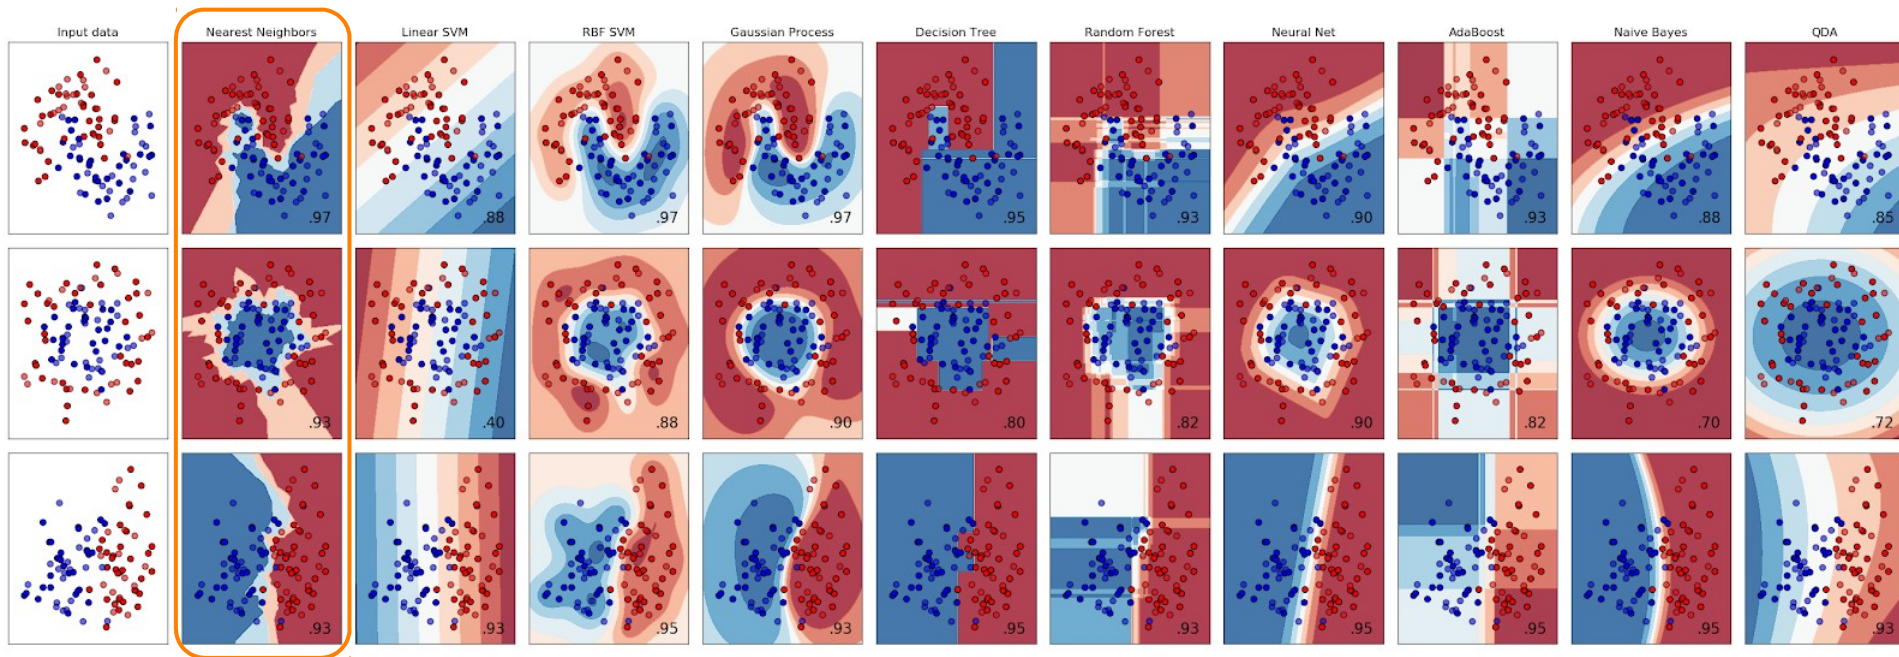 Input data Nearest Neighbors Linear SVM RBF SVM Gaussian Process Decision Tree Random Forest Neural Net AdaBoost Naive Bayes QDA
.97 .88 .97 .97 .95 .93 .90 .93 .88 .85
.93 .40 .88 .90 .80 .82 .90 .82 .70 .72
.93 .93 .95 .93 .95 .93 .95 .95 .95 .93